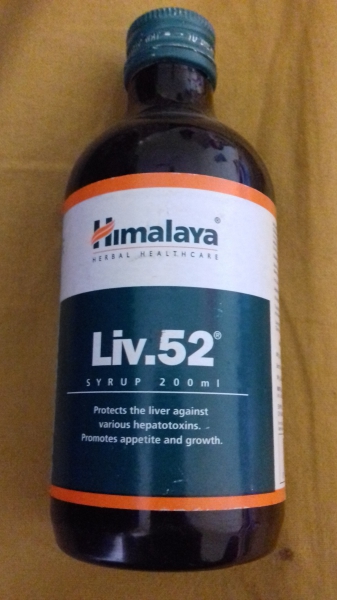 Himalaya®
HERBAL HEALTHCARE
Liv.52®
SYRUP 200ml
Protects the liver against
various hepatotoxins.
Promotes appetite and growth.